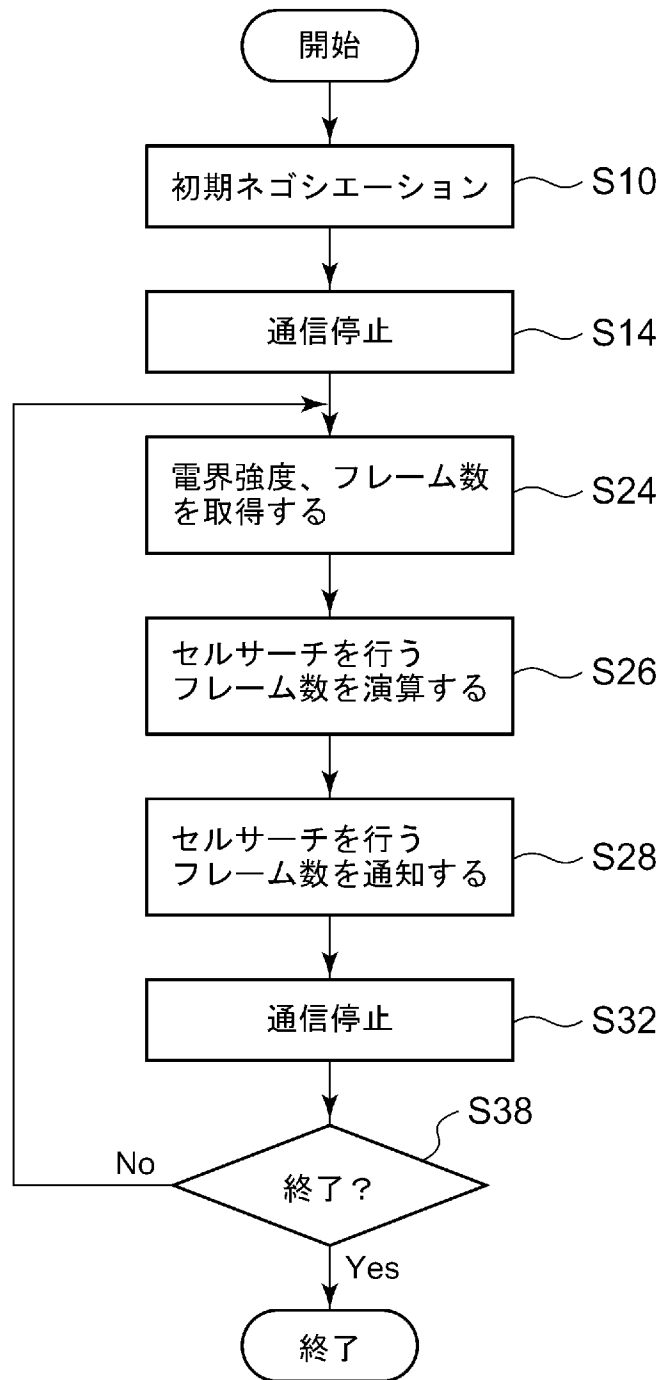 開始
初期ネゴシエーション
S10
通信停止
S14
電界強度、フレーム数
を取得する
S24
セルサーチを行う
フレーム数を演算する
S26
セルサーチを行う
フレーム数を通知する
S28
通信停止
S32
S38
No
終了？
Yes
終了